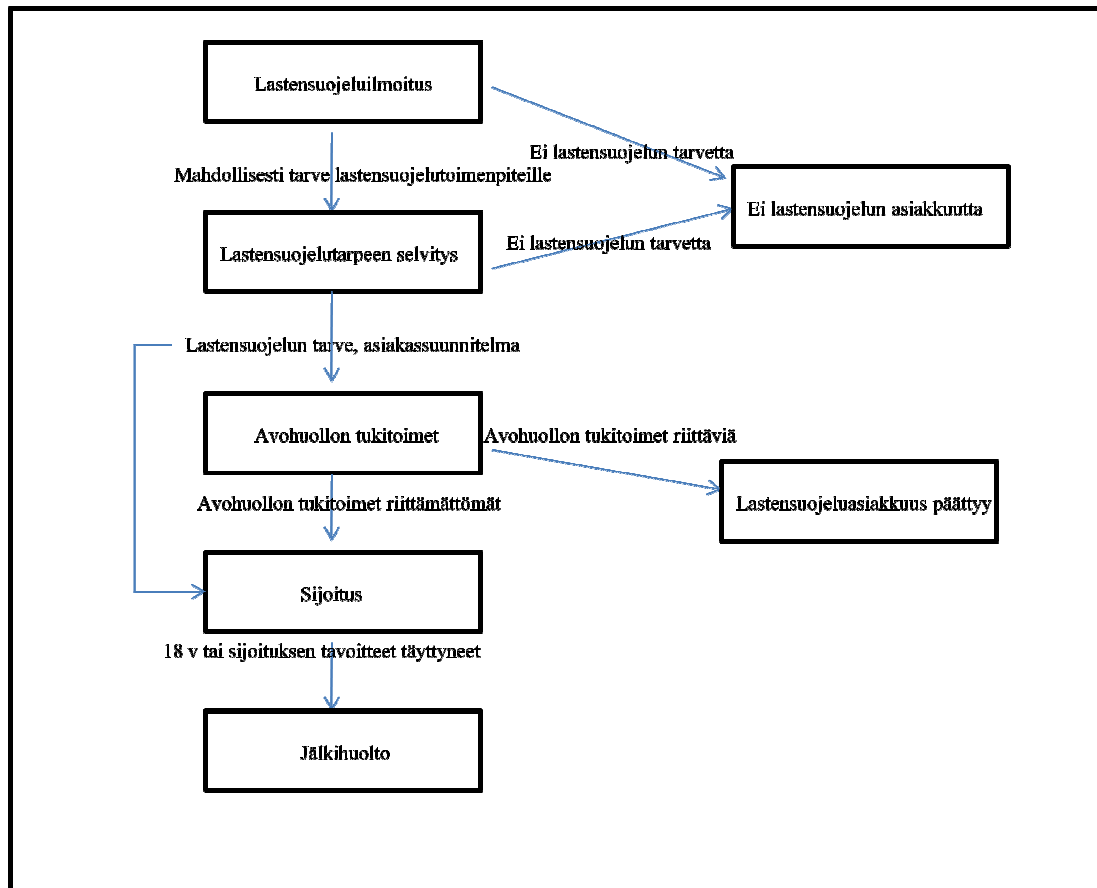 Lastensuojeluilmoitus
Ei lastensuojelun tarvetta
Mahdollisesti tarve lastensuojelutoimenpiteille
Ei lastensuojelun asiakkuutta
Lastensuojelutarpeen selvitys
Ei lastensuojelun tarvetta
Lastensuojelun tarve, asiakassuunnitelma
Avohuollon tukitoimet
Avohuollon tukitoimet riittäviä
Avohuollon tukitoimet riittämättömät
Lastensuojeluasiakkuus päättyy
Sijoitus
18 v tai sijoituksen tavoitteet täyttyneet
Jälkihuolto